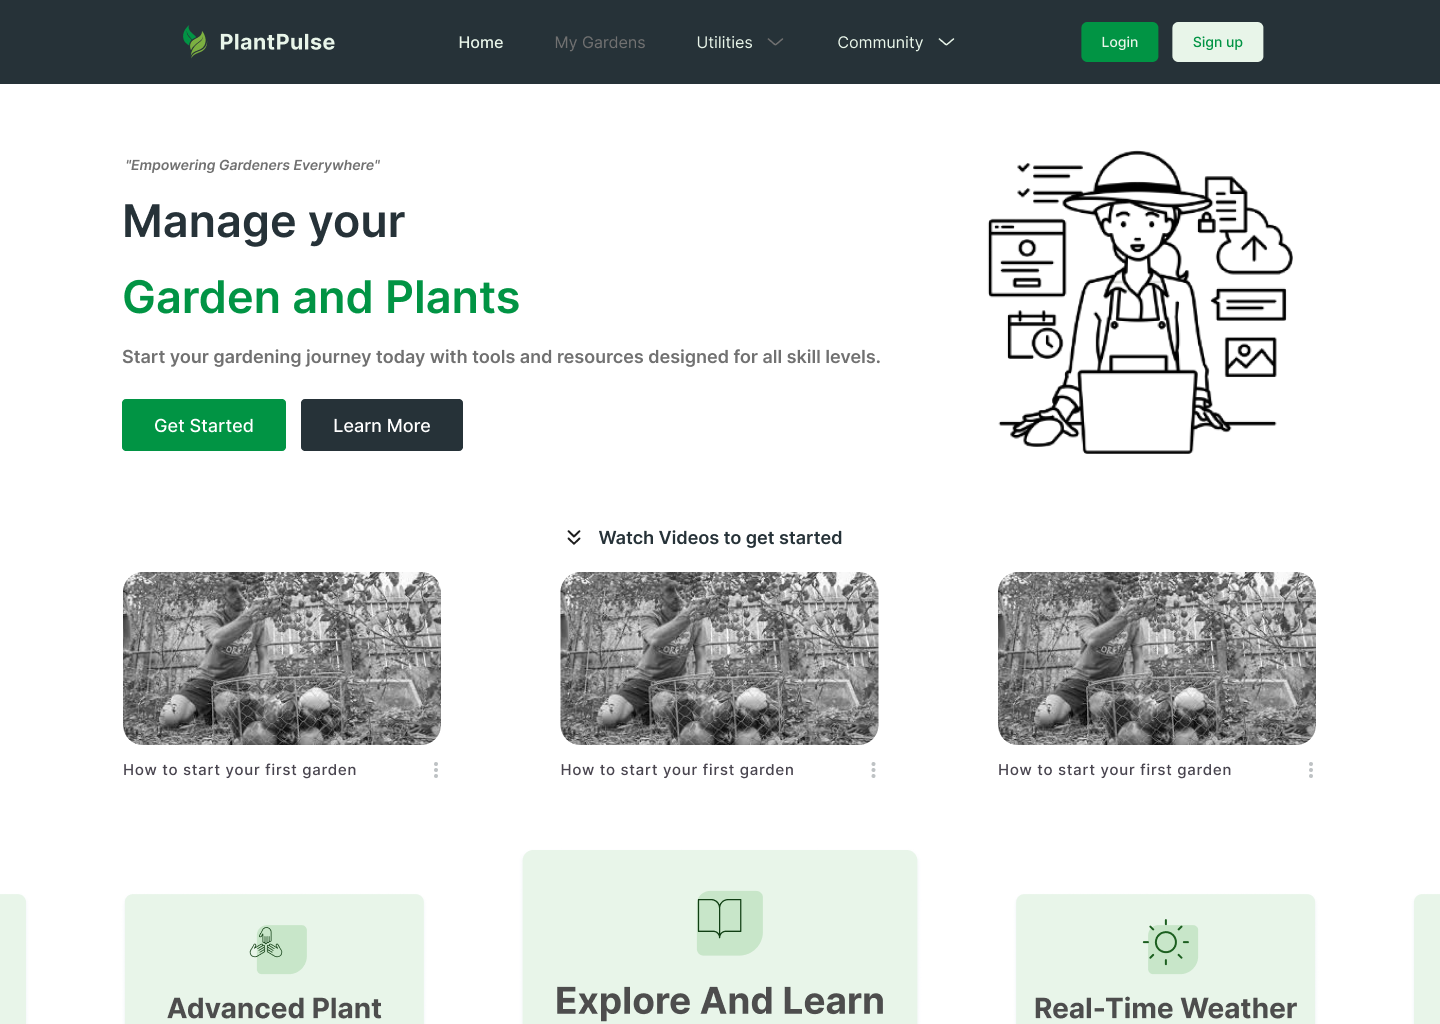 PlantPulse
Home
My Gardens
Utilities
Community
Login
Sign up
"Empowering Gardeners Everywhere"
Manage your
Garden and Plants
Start your gardening journey today with tools and resources designed for all skill levels.
Get Started
Learn More
Watch Videos to get started
How to start your first garden
How to start your first garden
How to start your first garden
Advanced Plant
Explore And Learn
Real-Time Weather